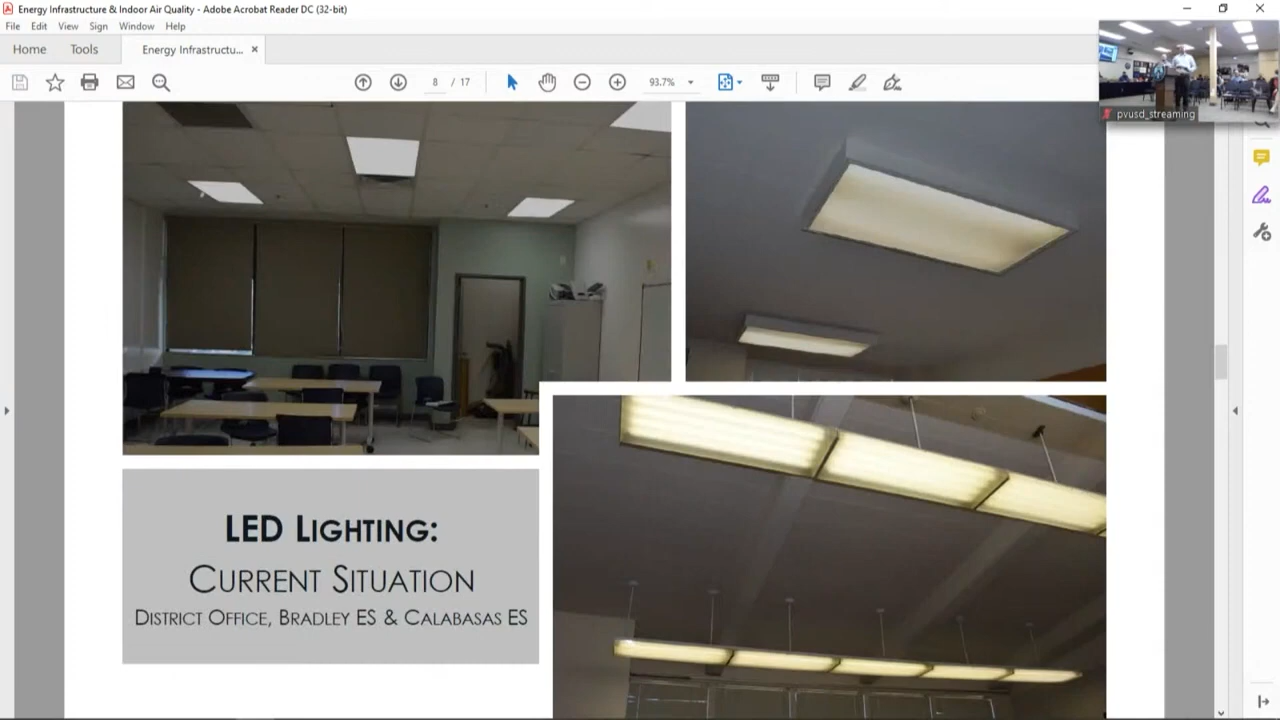 Energy Infrastructure & Indoor Air Quality - Adobe Acrobat Reader DC (32-bit)
File Edit View Sign Window Help
Home Tools Energy Infrastructu... ×
8 / 17 93.7%
pvusd_streaming
LED Lighting:
Current Situation
District Office, Bradley ES & Calabasas ES